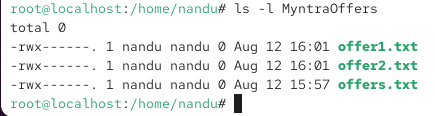 root@localhost:/home/nandu# ls -l MyntraOffers
total 0
-rwx------. 1 nandu nandu 0 Aug 12 16:01 offer1.txt
-rwx------. 1 nandu nandu 0 Aug 12 16:01 offer2.txt
-rwx------. 1 nandu nandu 0 Aug 12 15:57 offers.txt
root@localhost:/home/nandu#